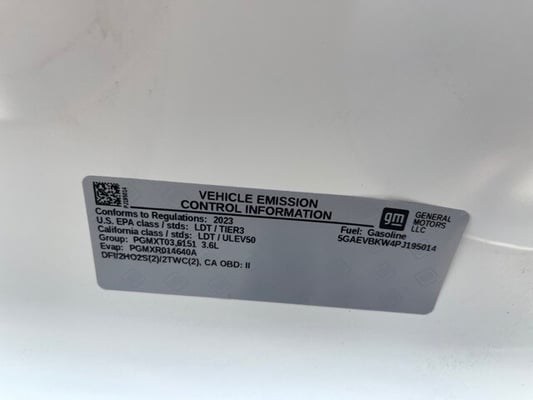 VEHICLE EMISSION
CONTROL INFORMATION
Conforms to Regulations: 2023
U.S. EPA class / stds: LDT / TIER3
California class / stds: LDT / ULEV50
Group: PGMXT03.6151 3.6L
Evap: PGMXR014640A
DFI/2HO2S(2)/2TWC(2), CA OBD: II
Fuel: Gasoline
5GAEVBKW4PJ195014
gm
GENERAL
MOTORS
LLC